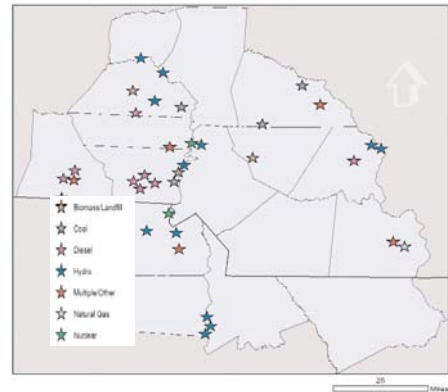 Biomass/Landfill
Coal
Diesel
Hydro
Multiple/Other
Natural Gas
Nuclear
25
Miles